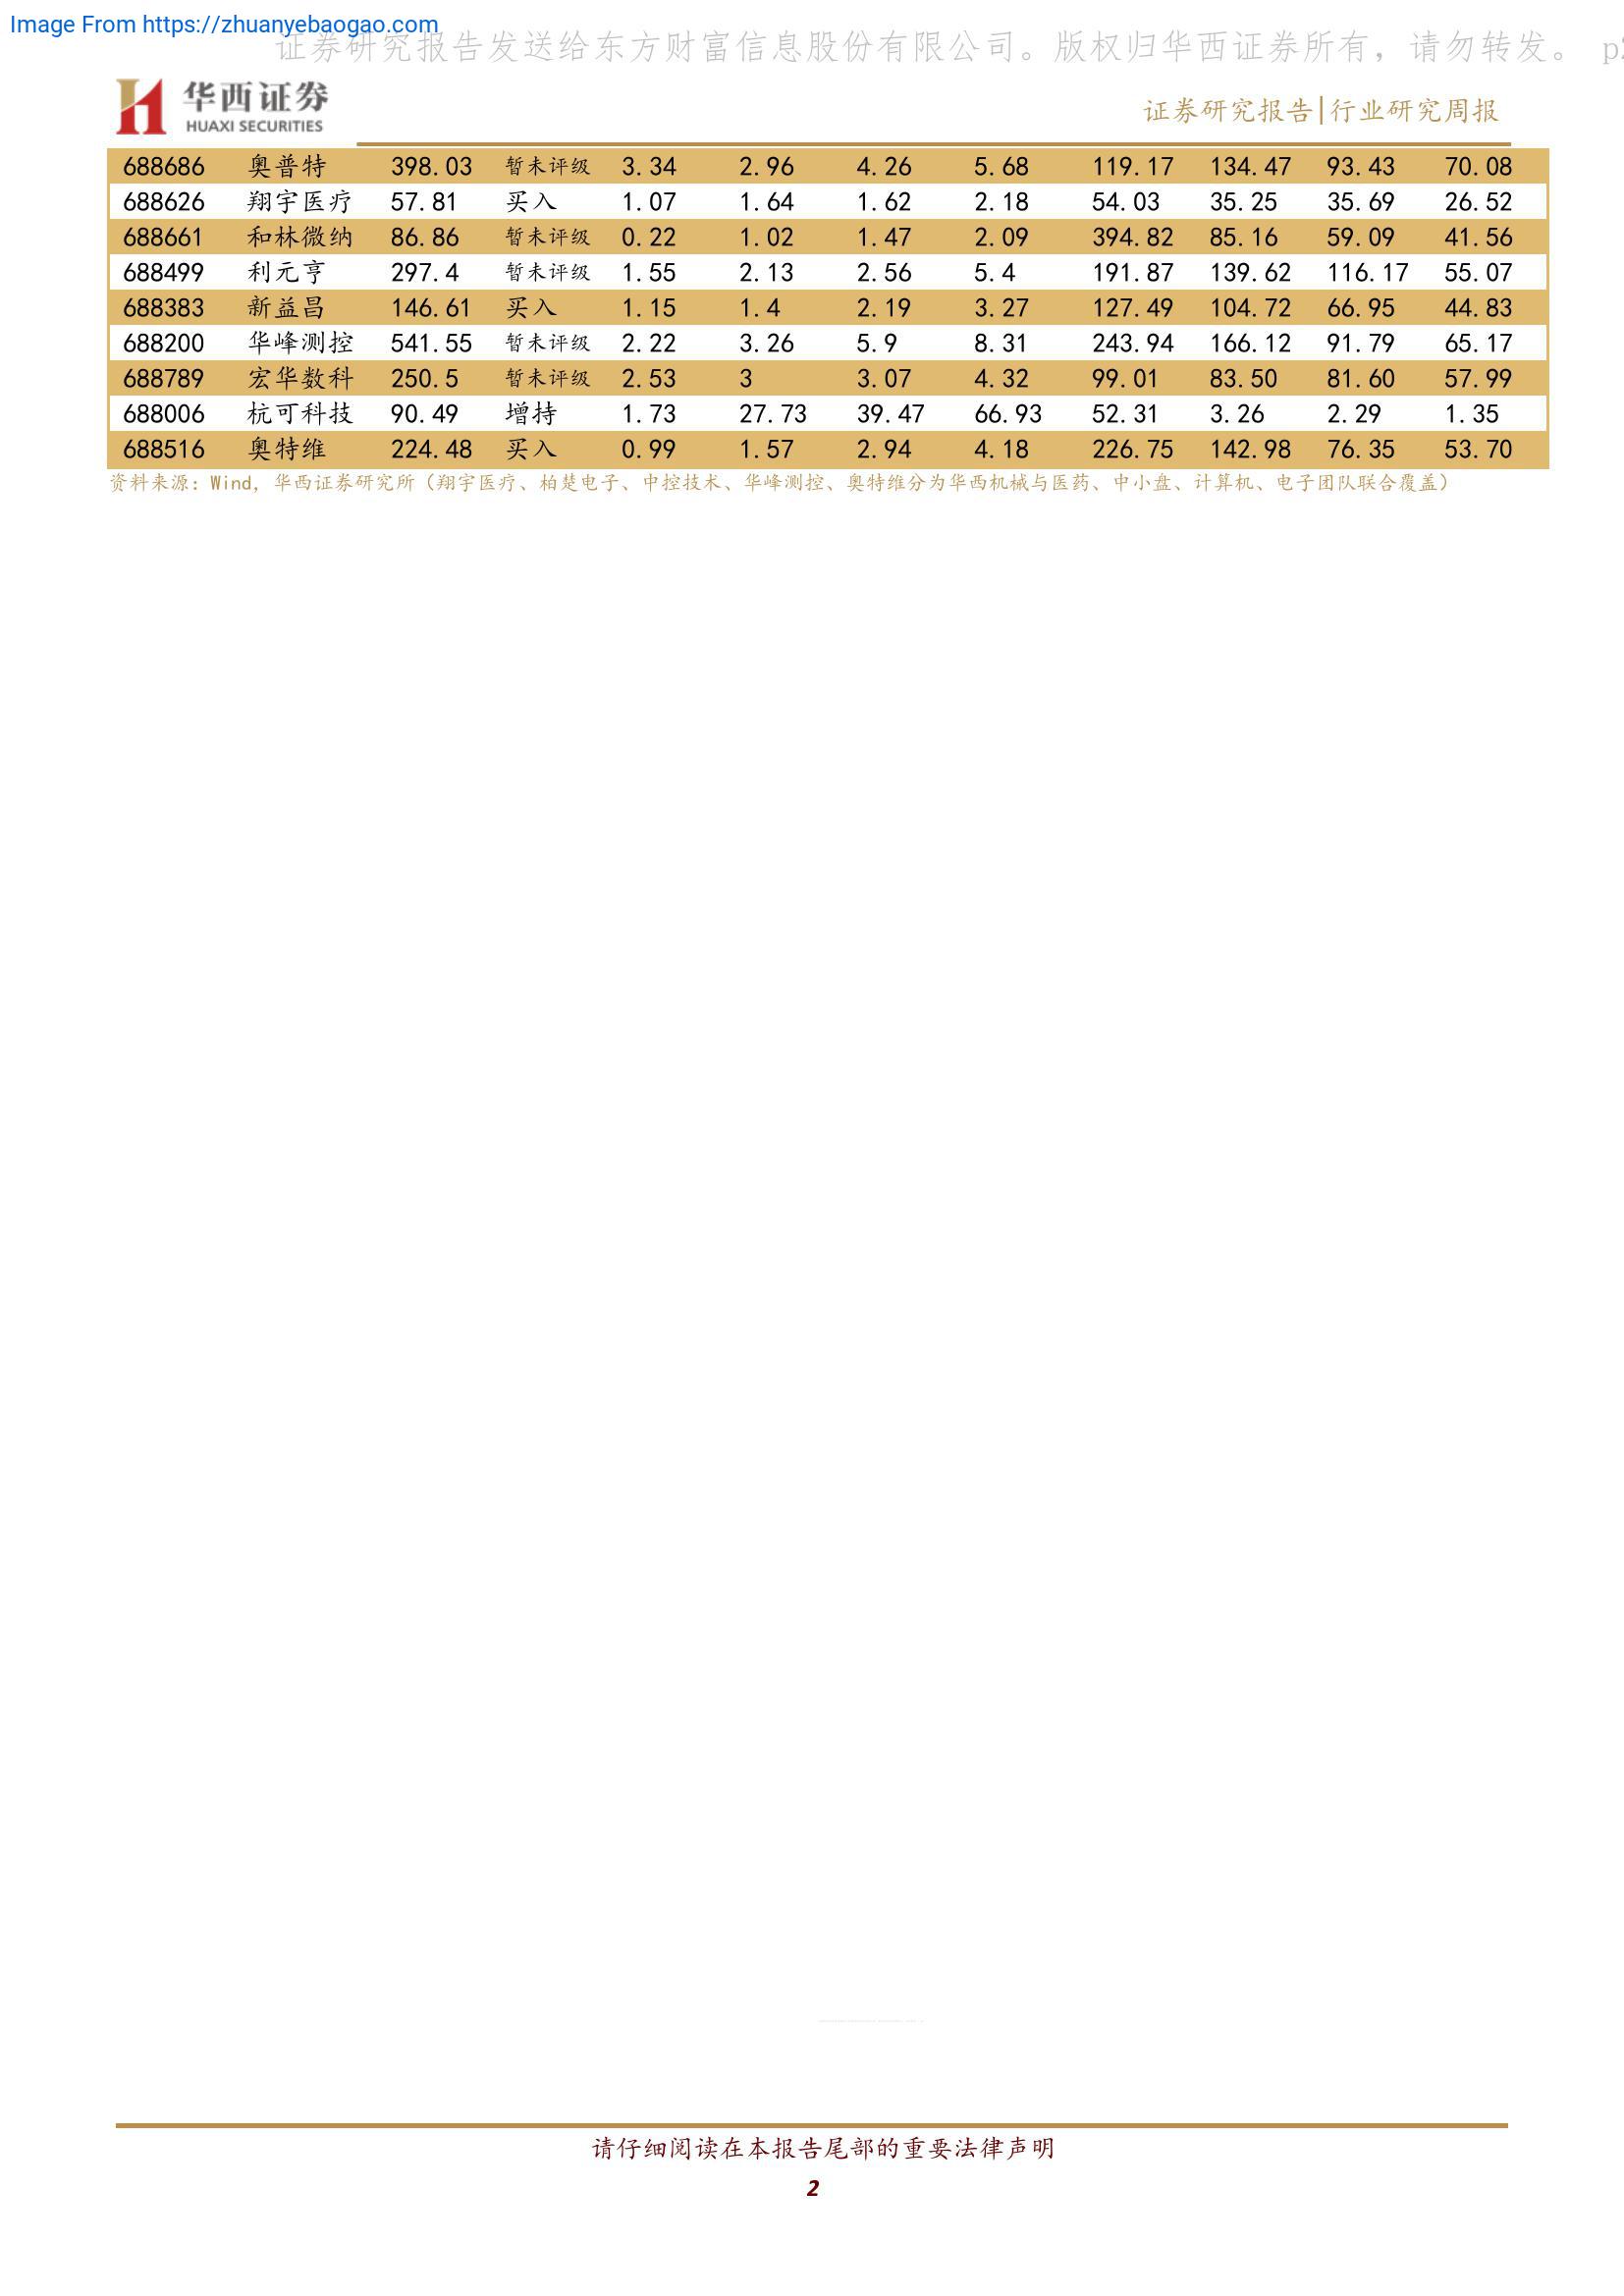 Image From https://zhuanyebaogao.com
证券研究报告发送给东方财富信息股份有限公司。版权归华西证券所有，请勿转发。 p2
华西证券
HUAXI SECURITIES
证券研究报告|行业研究周报
688686 奥普特 398.03 暂未评级 3.34 2.96 4.26 5.68 119.17 134.47 93.43 70.08
688626 翔宇医疗 57.81 买入 1.07 1.64 1.62 2.18 54.03 35.25 35.69 26.52
688661 和林微纳 86.86 暂未评级 0.22 1.02 1.47 2.09 394.82 85.16 59.09 41.56
688499 利元亨 297.4 暂未评级 1.55 2.13 2.56 5.4 191.87 139.62 116.17 55.07
688383 新益昌 146.61 买入 1.15 1.4 2.19 3.27 127.49 104.72 66.95 44.83
688200 华峰测控 541.55 暂未评级 2.22 3.26 5.9 8.31 243.94 166.12 91.79 65.17
688789 宏华数科 250.5 暂未评级 2.53 3 3.07 4.32 99.01 83.50 81.60 57.99
688006 杭可科技 90.49 增持 1.73 27.73 39.47 66.93 52.31 3.26 2.29 1.35
688516 奥特维 224.48 买入 0.99 1.57 2.94 4.18 226.75 142.98 76.35 53.70
资料来源：Wind，华西证券研究所（翔宇医疗、柏楚电子、中控技术、华峰测控、奥特维分为华西机械与医药、中小盘、计算机、电子团队联合覆盖）
请仔细阅读在本报告尾部的重要法律声明
2